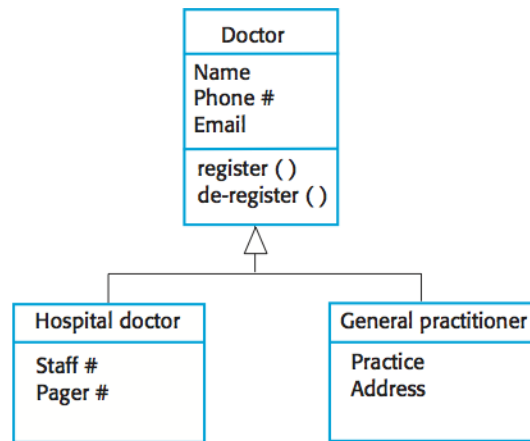 Doctor
Name
Phone #
Email
register ( )
de-register ( )
Hospital doctor
Staff #
Pager #
General practitioner
Practice
Address